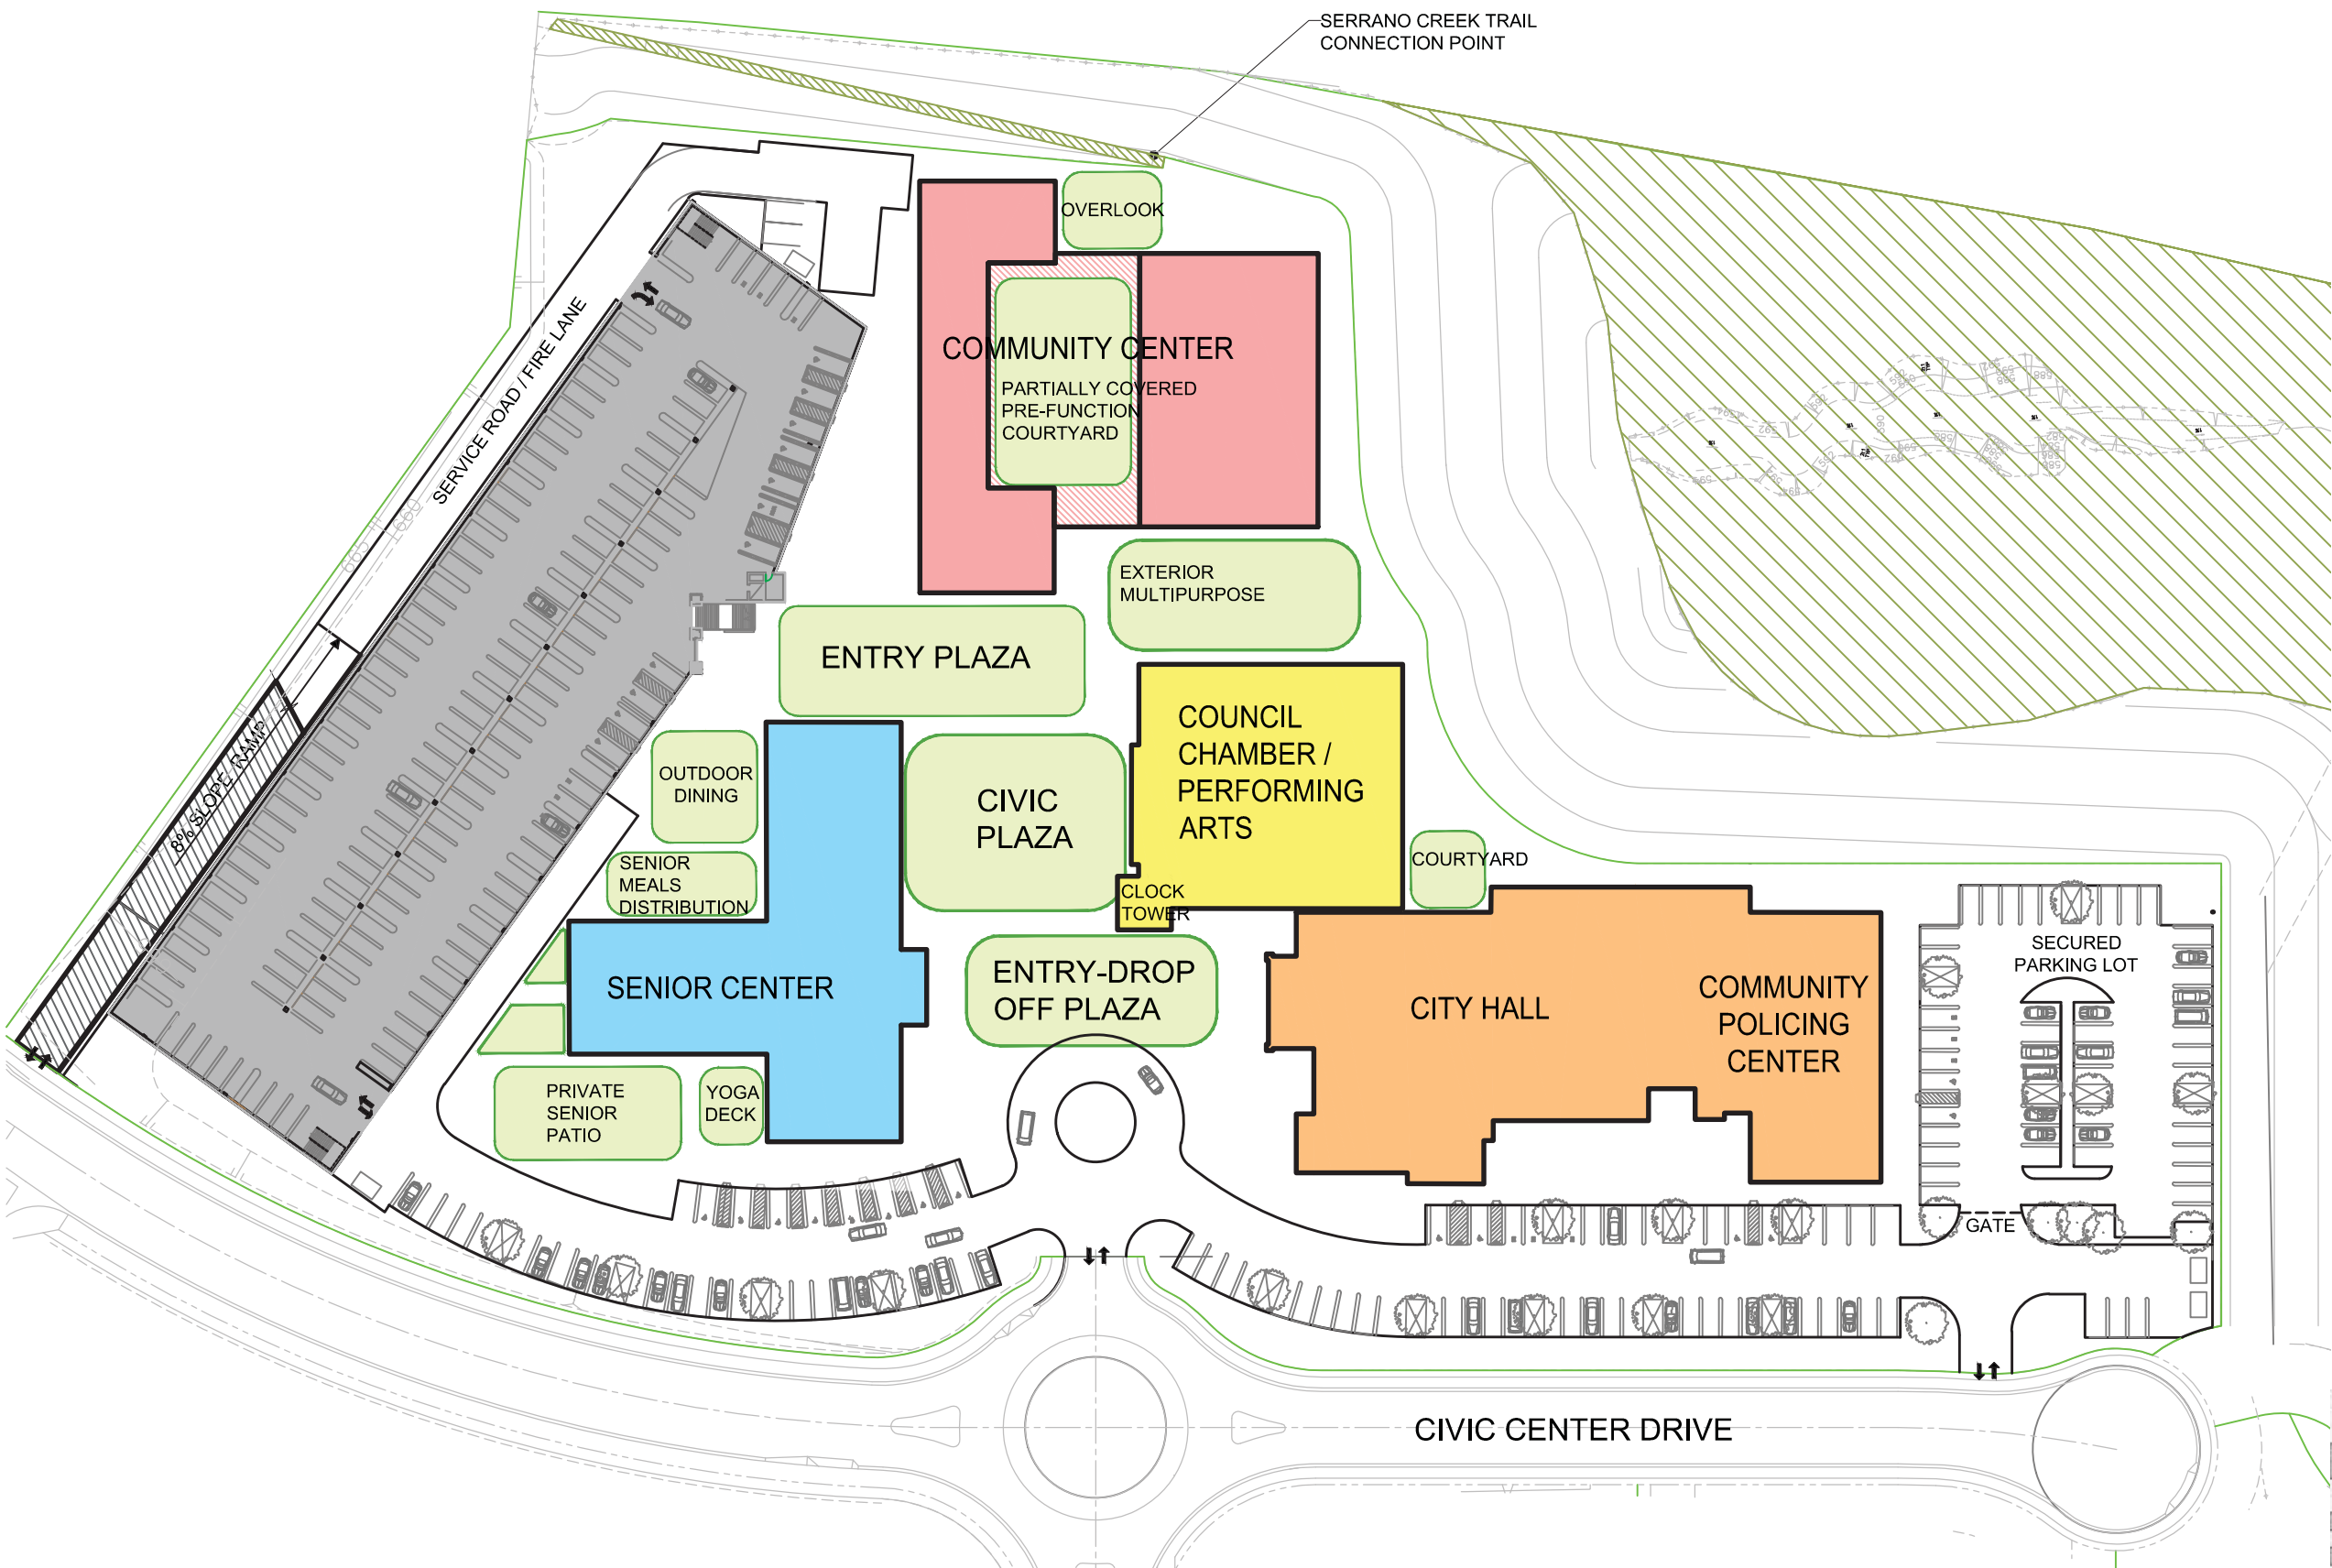 SERRANO CREEK TRAIL
CONNECTION POINT
OVERLOOK
SERVICE ROAD / FIRE LANE
COMMUNITY CENTER
PARTIALLY COVERED
PRE-FUNCTION
COURTYARD
EXTERIOR
MULTIPURPOSE
ENTRY PLAZA
8% SLOPE RAMP
OUTDOOR
DINING
CIVIC
PLAZA
COUNCIL
CHAMBER /
PERFORMING
ARTS
SENIOR
MEALS
DISTRIBUTION
CLOCK
TOWER
COURTYARD
SENIOR CENTER
ENTRY-DROP
OFF PLAZA
CITY HALL
COMMUNITY
POLICING
CENTER
SECURED
PARKING LOT
PRIVATE
SENIOR
PATIO
YOGA
DECK
GATE
CIVIC CENTER DRIVE